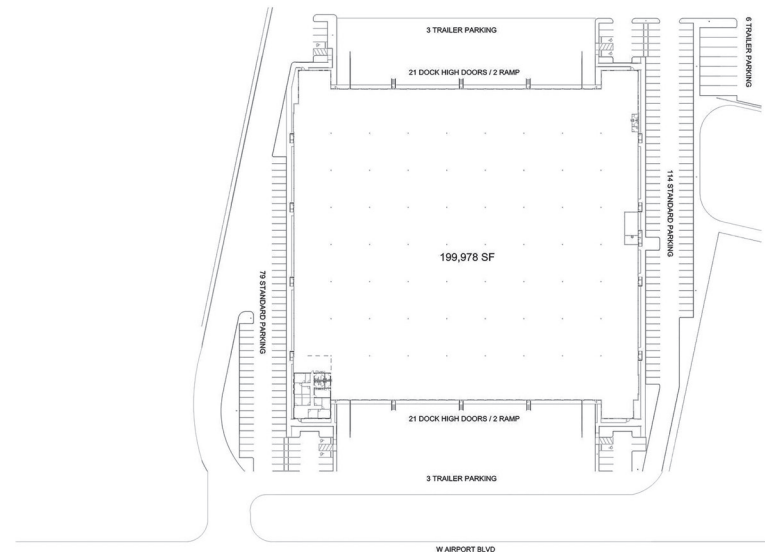 3 TRAILER PARKING
6 TRAILER PARKING
21 DOCK HIGH DOORS / 2 RAMP
114 STANDARD PARKING
199,978 SF
79 STANDARD PARKING
21 DOCK HIGH DOORS / 2 RAMP
3 TRAILER PARKING
W AIRPORT BLVD